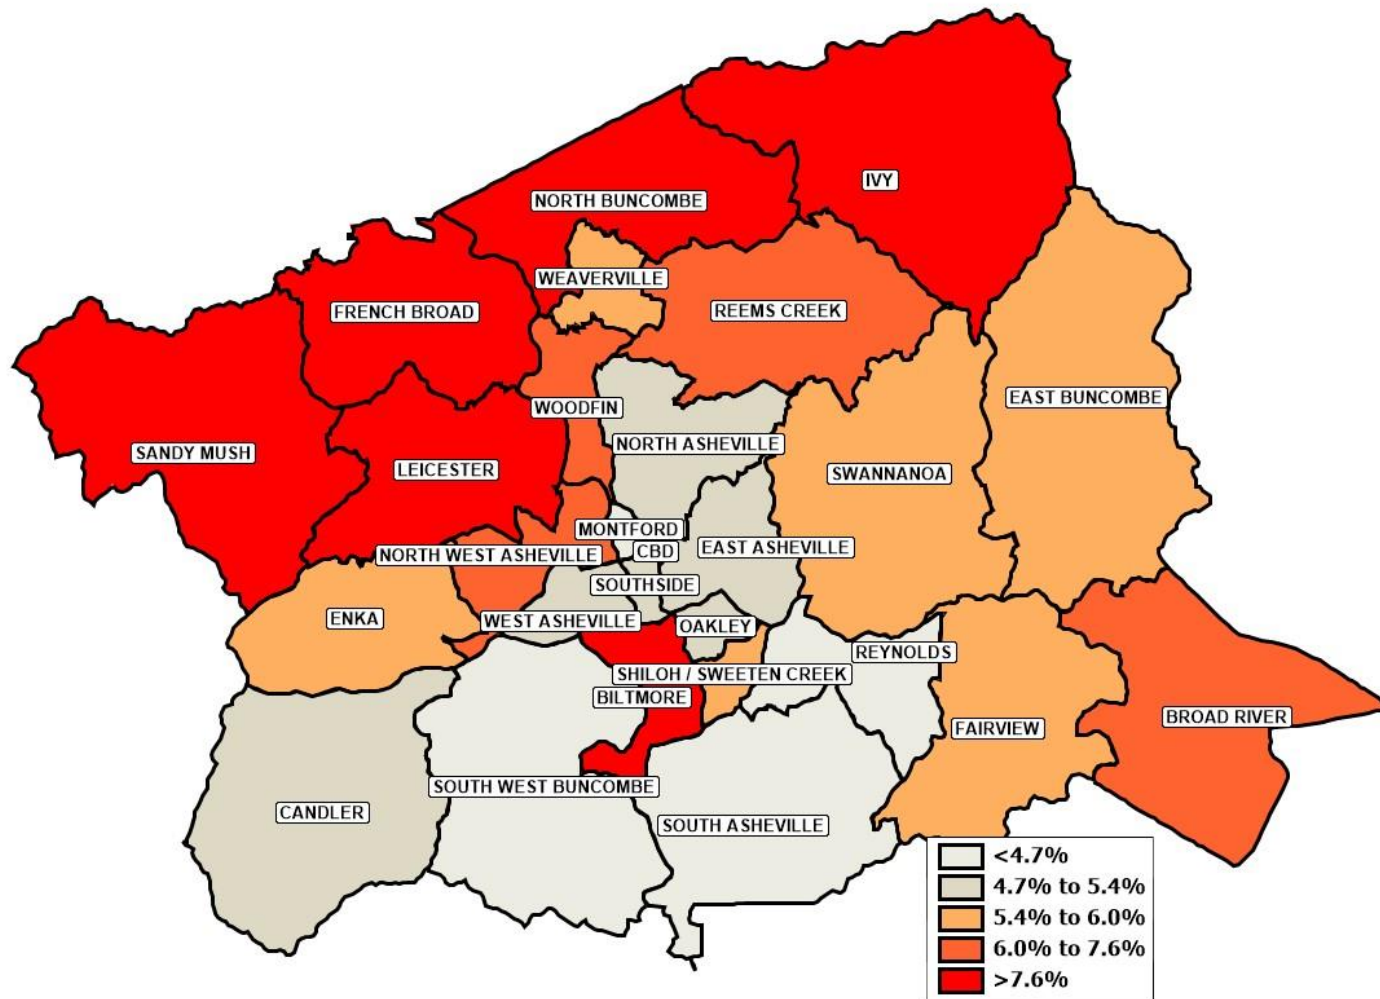 IVY
NORTH BUNCOMBE
WEAVERVILLE
FRENCH BROAD
REEMS CREEK
EAST BUNCOMBE
WOODFIN
NORTH ASHEVILLE
SANDY MUSH
LEICESTER
SWANNANOA
MONTFORD
CBD
EAST ASHEVILLE
NORTH WEST ASHEVILLE
SOUTHSIDE
ENKA
WEST ASHEVILLE
OAKLEY
REYNOLDS
SHILOH / SWEETEN CREEK
BILTMORE
BROAD RIVER
FAIRVIEW
SOUTH WEST BUNCOMBE
CANDLER
SOUTH ASHEVILLE
<4.7%
4.7% to 5.4%
5.4% to 6.0%
6.0% to 7.6%
>7.6%